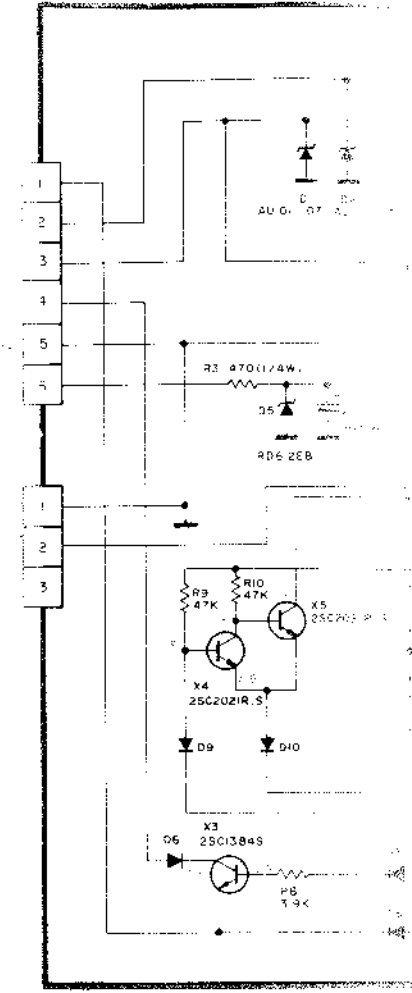 1
2
3
4
5
6
R3 470(1/4W)
D5
RD6.2EB
1
2
3
R9
47K
R10
47K
X5
X4
2SC2021R.S
D9
D10
X3
D6 2SC1384S
R6
3.9K